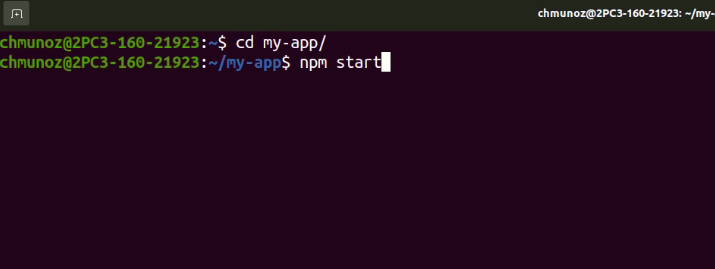 chmunoz@2PC3-160-21923: ~/my-
chmunoz@2PC3-160-21923:~$ cd my-app/
chmunoz@2PC3-160-21923:~/my-app$ npm start